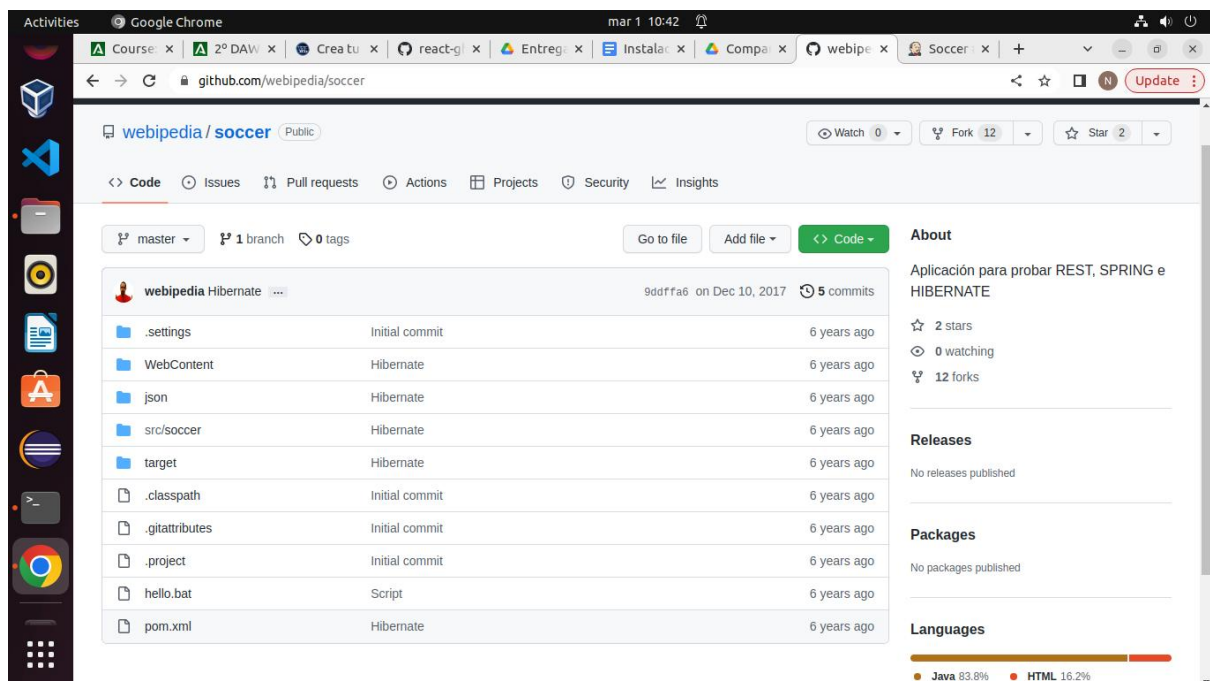 Activities Google Chrome mar 1 10:42
Course: 2º DAW Crea tu react-gl Entrega Instalac Compar webipe Soccer
github.com/webipedia/soccer N Update
webipedia / soccer Public Watch 0 Fork 12 Star 2
<> Code Issues Pull requests Actions Projects Security Insights
master 1 branch 0 tags Go to file Add file <> Code
About
Aplicación para probar REST, SPRING e
HIBERNATE
2 stars
0 watching
12 forks
webipedia Hibernate ... 9ddffa6 on Dec 10, 2017 5 commits
.settings Initial commit 6 years ago
WebContent Hibernate 6 years ago
json Hibernate 6 years ago
src/soccer Hibernate 6 years ago
target Hibernate 6 years ago
.classpath Initial commit 6 years ago
.gitattributes Initial commit 6 years ago
.project Initial commit 6 years ago
hello.bat Script 6 years ago
pom.xml Hibernate 6 years ago
Releases
No releases published
Packages
No packages published
Languages
Java 83.8% HTML 16.2%